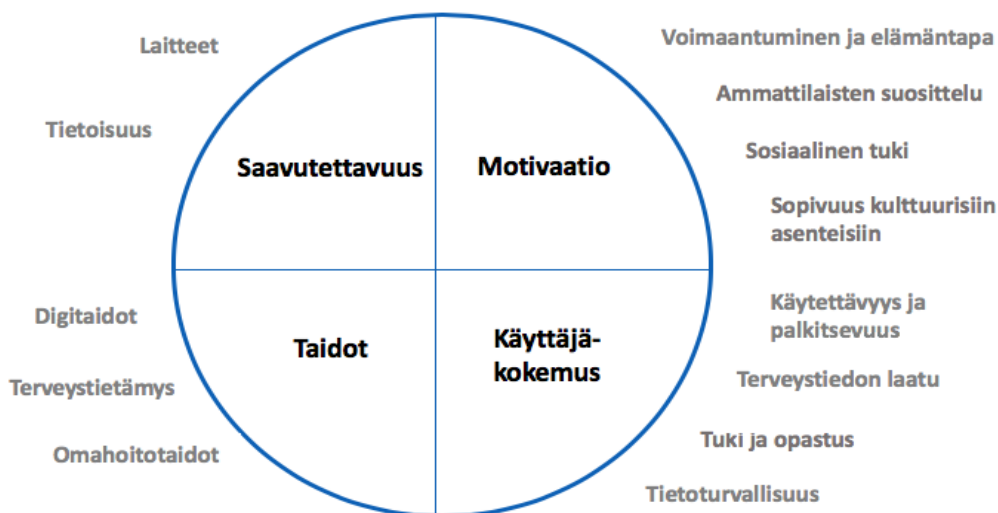 Laitteet
Tietoisuus
Saavutettavuus
Motivaatio
Voimaantuminen ja elämäntapa
Ammattilaisten suosittelu
Sosiaalinen tuki
Sopivuus kulttuurisiin
asenteisiin
Digitaidot
Terveystietämys
Omahoitotaidot
Taidot
Käyttäjä-
kokemus
Käytettävyys ja
palkitsevuus
Terveystiedon laatu
Tuki ja opastus
Tietoturvallisuus